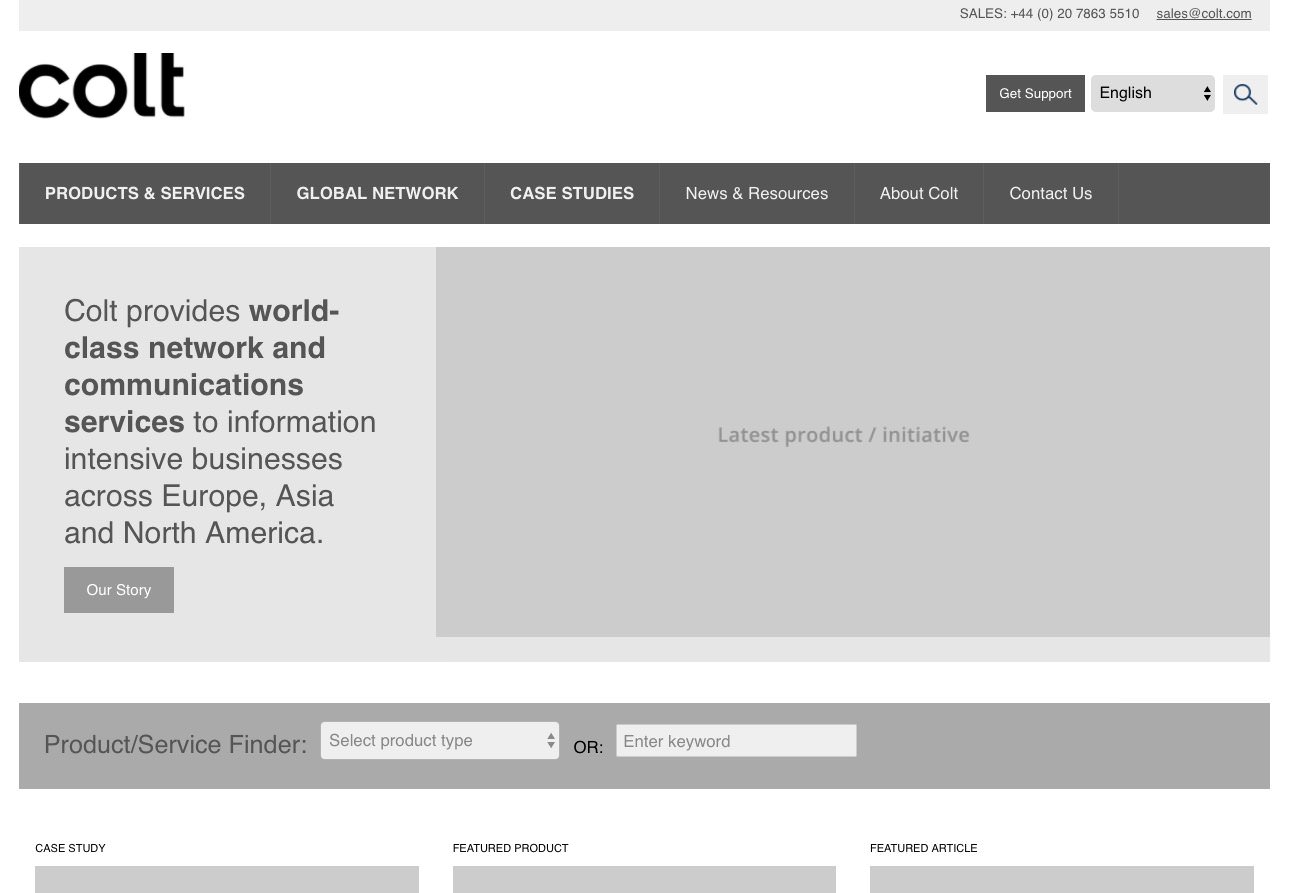 SALES: +44 (0) 20 7863 5510 sales@colt.com
colt
Get Support English
PRODUCTS & SERVICES GLOBAL NETWORK CASE STUDIES News & Resources About Colt Contact Us
Colt provides world-
class network and
communications
services to information
intensive businesses
across Europe, Asia
and North America.
Our Story
Latest product / initiative
Product/Service Finder: Select product type OR: Enter keyword
CASE STUDY FEATURED PRODUCT FEATURED ARTICLE